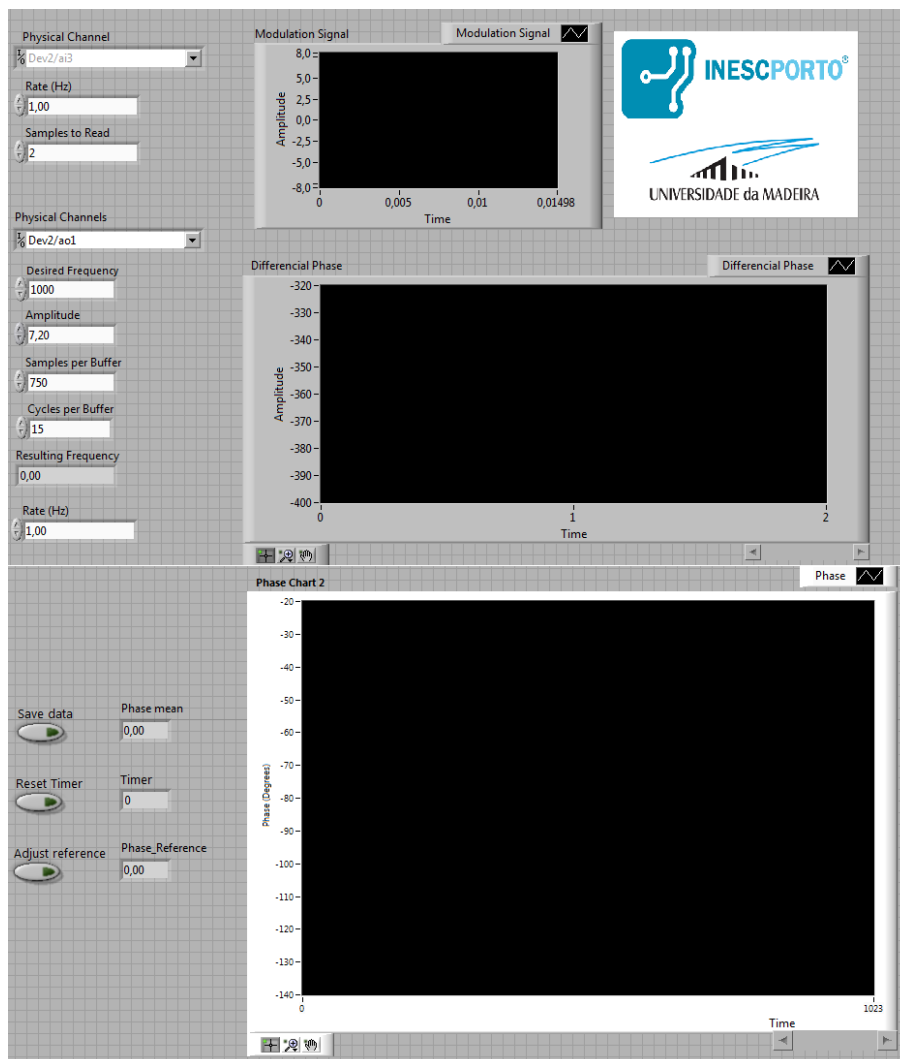 Physical Channel
Dev2/ai3
Rate (Hz)
1,00
Samples to Read
2
Physical Channels
Dev2/ao1
Desired Frequency
1000
Amplitude
7,20
Samples per Buffer
750
Cycles per Buffer
15
Resulting Frequency
0,00
Rate (Hz)
1,00
Modulation Signal
Modulation Signal
8,0
5,0
2,5
0,0
-2,5
-5,0
-8,0
Amplitude
0 0,005 0,01 0,01498
Time
INESCPORTO®
UNIVERSIDADE da MADEIRA
Differencial Phase
Differencial Phase
-320
-330
-340
-350
-360
-370
-380
-390
-400
Amplitude
0 1 2
Time
Save data
Phase mean
0,00
Reset Timer
Timer
0
Adjust reference
Phase_Reference
0,00
Phase Chart 2
Phase
-20
-30
-40
-50
-60
-70
-80
-90
-100
-110
-120
-130
-140
Phase (Degrees)
0 1023
Time